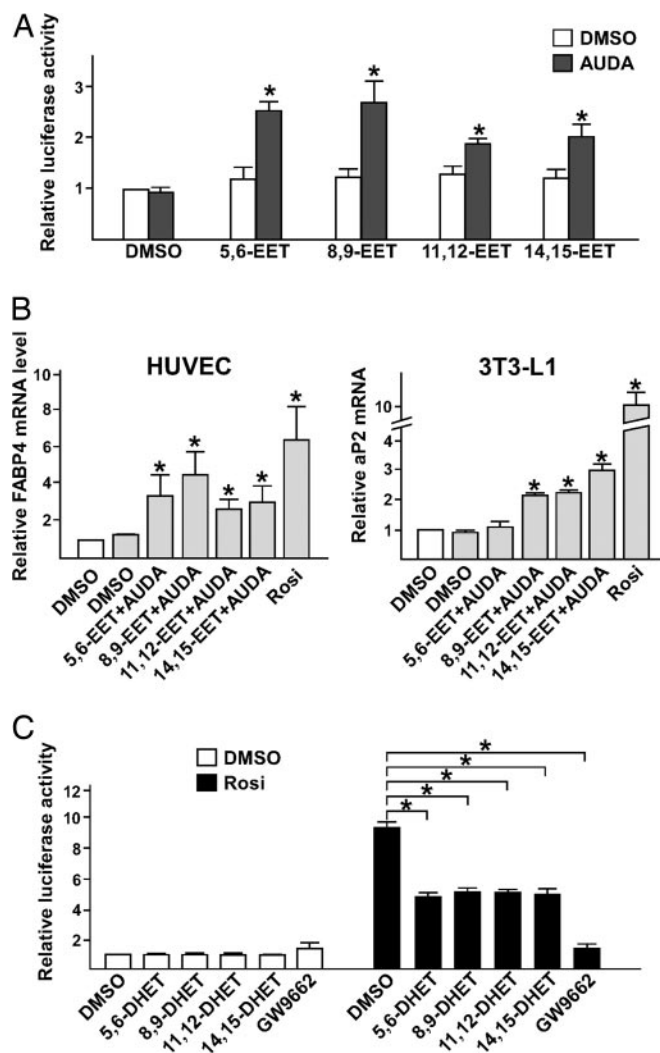 A
DMSO
AUDA
Relative luciferase activity
3
2
1
* * * *
DMSO 5,6-EET 8,9-EET 11,12-EET 14,15-EET
B
HUVEC
Relative FABP4 mRNA level
10
8
6
4
2
* * * * *
DMSO DMSO 5,6-EET+AUDA 8,9-EET+AUDA 11,12-EET+AUDA 14,15-EET+AUDA Rosi
3T3-L1
Relative aP2 mRNA
10
4
3
2
1
* * * *
DMSO DMSO 5,6-EET+AUDA 8,9-EET+AUDA 11,12-EET+AUDA 14,15-EET+AUDA Rosi
C
DMSO
Rosi
Relative luciferase activity
12
10
8
6
4
2
* * * * *
DMSO 5,6-DHET 8,9-DHET 11,12-DHET 14,15-DHET GW9662
DMSO 5,6-DHET 8,9-DHET 11,12-DHET 14,15-DHET GW9662